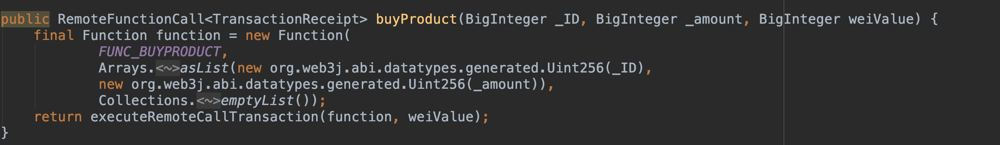 public RemoteFunctionCall<TransactionReceipt> buyProduct(BigInteger _ID, BigInteger _amount, BigInteger weiValue) {
final Function function = new Function(
FUNC_BUYPRODUCT,
Arrays.<~>asList(new org.web3j.abi.datatypes.generated.Uint256(_ID),
new org.web3j.abi.datatypes.generated.Uint256(_amount)),
Collections.<~>emptyList());
return executeRemoteCallTransaction(function, weiValue);
}